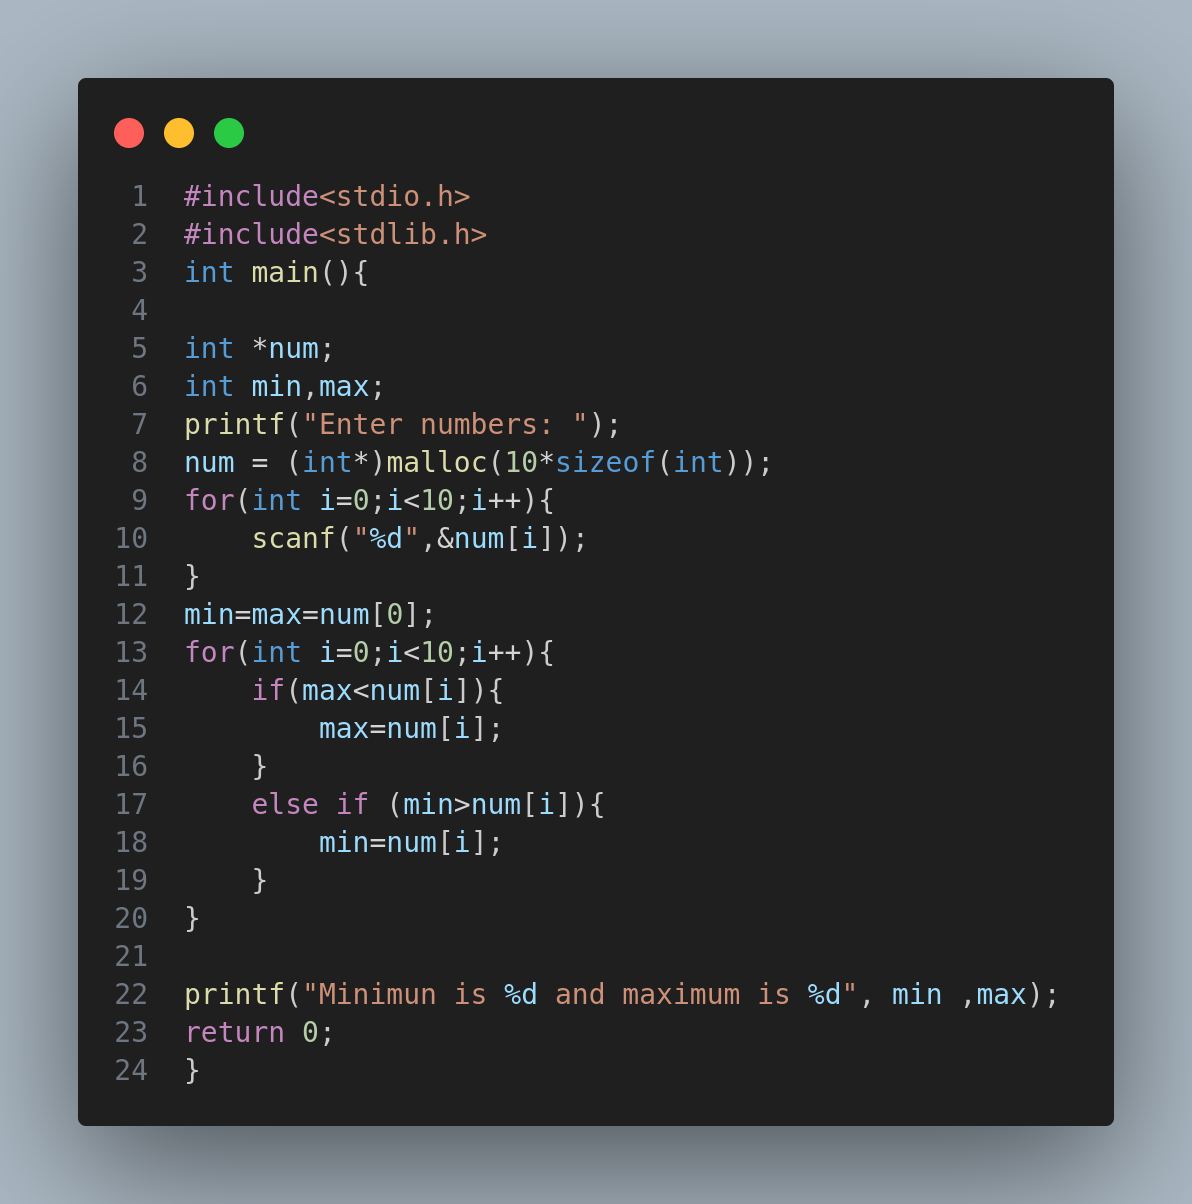 1 #include<stdio.h>
2 #include<stdlib.h>
3 int main(){
4
5 int *num;
6 int min,max;
7 printf("Enter numbers: ");
8 num = (int*)malloc(10*sizeof(int));
9 for(int i=0;i<10;i++){
10     scanf("%d",&num[i]);
11 }
12 min=max=num[0];
13 for(int i=0;i<10;i++){
14     if(max<num[i]){
15         max=num[i];
16     }
17     else if (min>num[i]){
18         min=num[i];
19     }
20 }
21
22 printf("Minimun is %d and maximum is %d", min ,max);
23 return 0;
24 }